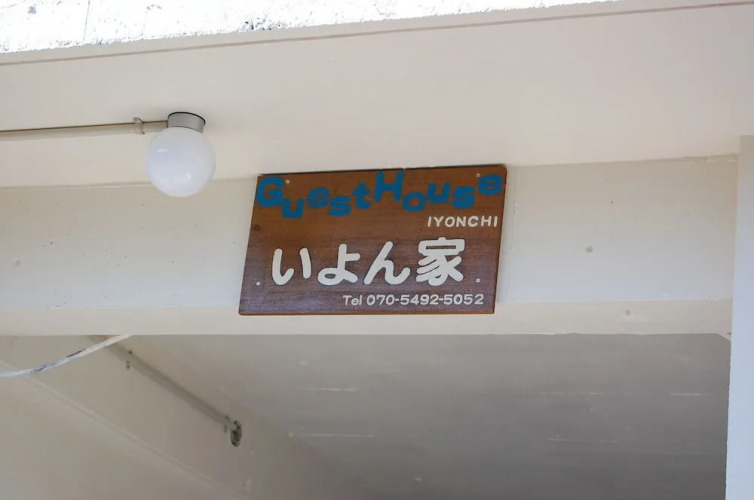 GuestHouse
IYONCHI
いよん家
Tel 070-5492-5052